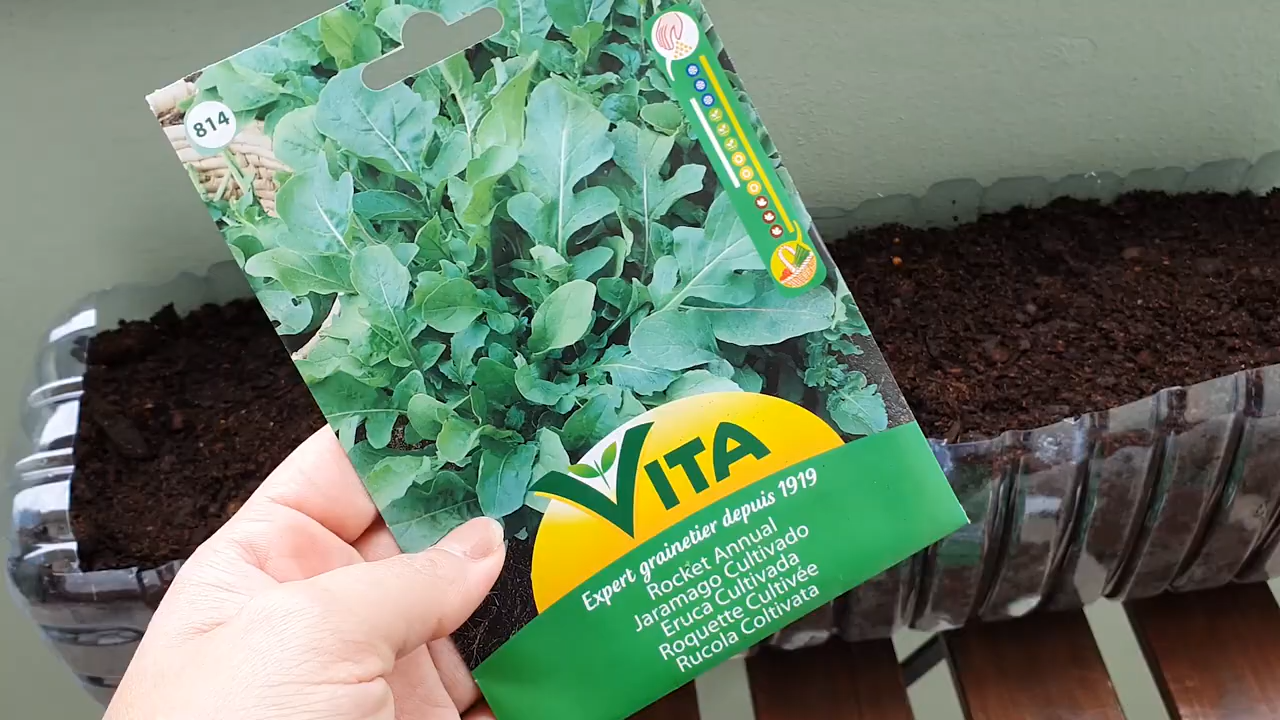 814
VITA
Expert grainetier depuis 1919
Rocket Annual
Jaramago Cultivado
Eruca Cultivada
Roquette Cultivée
Rucola Coltivata